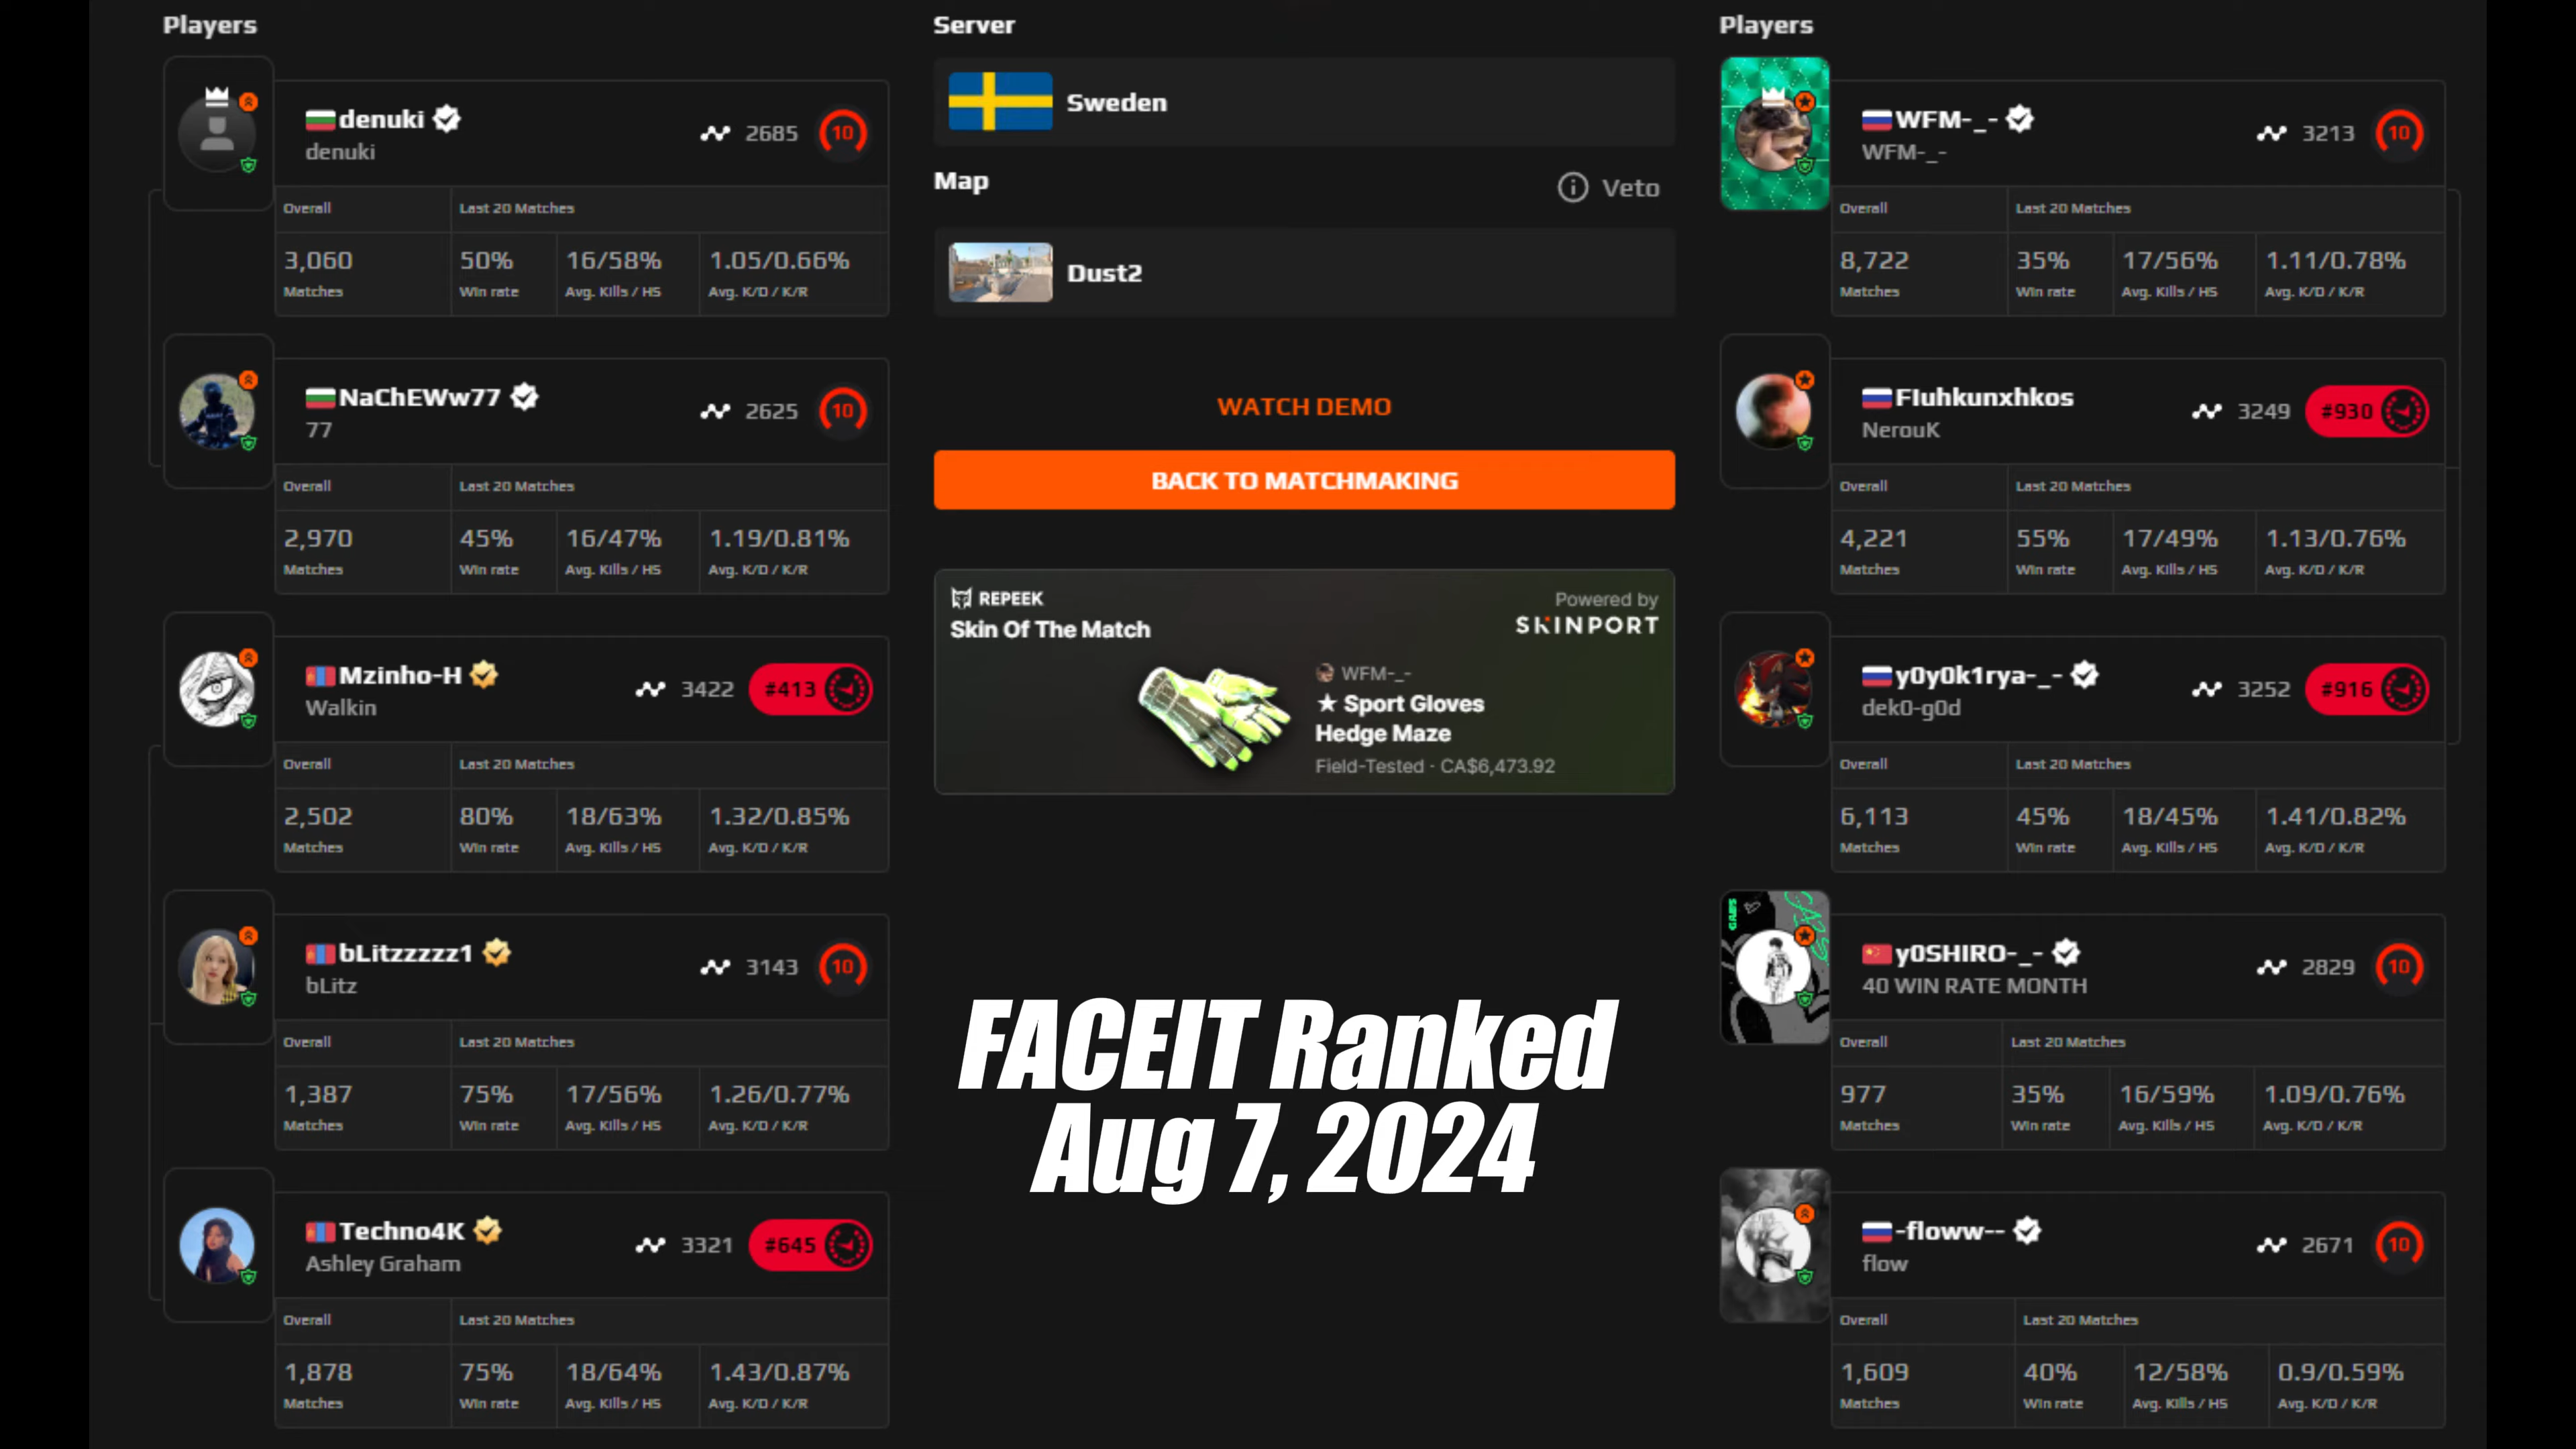 Players
denuki
denuki
2685
10
Overall
Last 20 Matches
3,060
50%
16/58%
1.05/0.66%
Matches
Win rate
Avg. Kills / HS
Avg. K/D / K/R
NaChEWw77
77
2625
10
Overall
Last 20 Matches
2,970
45%
16/47%
1.19/0.81%
Matches
Win rate
Avg. Kills / HS
Avg. K/D / K/R
Mzinho-H
Walkin
3422
#413
Overall
Last 20 Matches
2,502
80%
18/63%
1.32/0.85%
Matches
Win rate
Avg. Kills / HS
Avg. K/D / K/R
bLitzzzzz1
bLitz
3143
10
Overall
Last 20 Matches
1,387
75%
17/56%
1.26/0.77%
Matches
Win rate
Avg. Kills / HS
Avg. K/D / K/R
Techno4K
Ashley Graham
3321
#645
Overall
Last 20 Matches
1,878
75%
18/64%
1.43/0.87%
Matches
Win rate
Avg. Kills / HS
Avg. K/D / K/R
Server
Sweden
Map
Veto
Dust2
WATCH DEMO
BACK TO MATCHMAKING
REPEEK
Skin Of The Match
Powered by
SKINPORT
WFM-_-
★ Sport Gloves
Hedge Maze
Field-Tested · CA$6,473.92
FACEIT Ranked
Aug 7, 2024
Players
WFM-_-
WFM-_-
3213
10
Overall
Last 20 Matches
8,722
35%
17/56%
1.11/0.78%
Matches
Win rate
Avg. Kills / HS
Avg. K/D / K/R
FIuhkunxhkos
NerouK
3249
#930
Overall
Last 20 Matches
4,221
55%
17/49%
1.13/0.76%
Matches
Win rate
Avg. Kills / HS
Avg. K/D / K/R
y0y0k1rya-_-
dek0-g0d
3252
#916
Overall
Last 20 Matches
6,113
45%
18/45%
1.41/0.82%
Matches
Win rate
Avg. Kills / HS
Avg. K/D / K/R
y0SHIRO-_-
40 WIN RATE MONTH
2829
10
Overall
Last 20 Matches
977
35%
16/59%
1.09/0.76%
Matches
Win rate
Avg. Kills / HS
Avg. K/D / K/R
-floww--
flow
2671
10
Overall
Last 20 Matches
1,609
40%
12/58%
0.9/0.59%
Matches
Win rate
Avg. Kills / HS
Avg. K/D / K/R